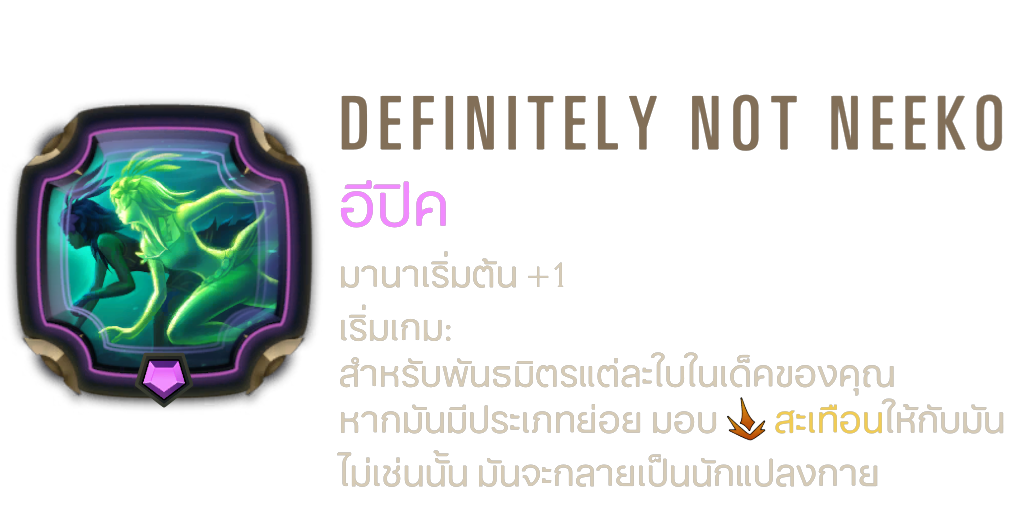 DEFINITELY NOT NEEKO
อีปิค
มานาเริ่มต้น +1
เริ่มเกม:
สำหรับพันธมิตรแต่ละใบในเด็คของคุณ
หากมันมีประเภทย่อย มอบ สะเทือนให้กับมัน
ไม่เช่นนั้น มันจะกลายเป็นนักแปลงกาย